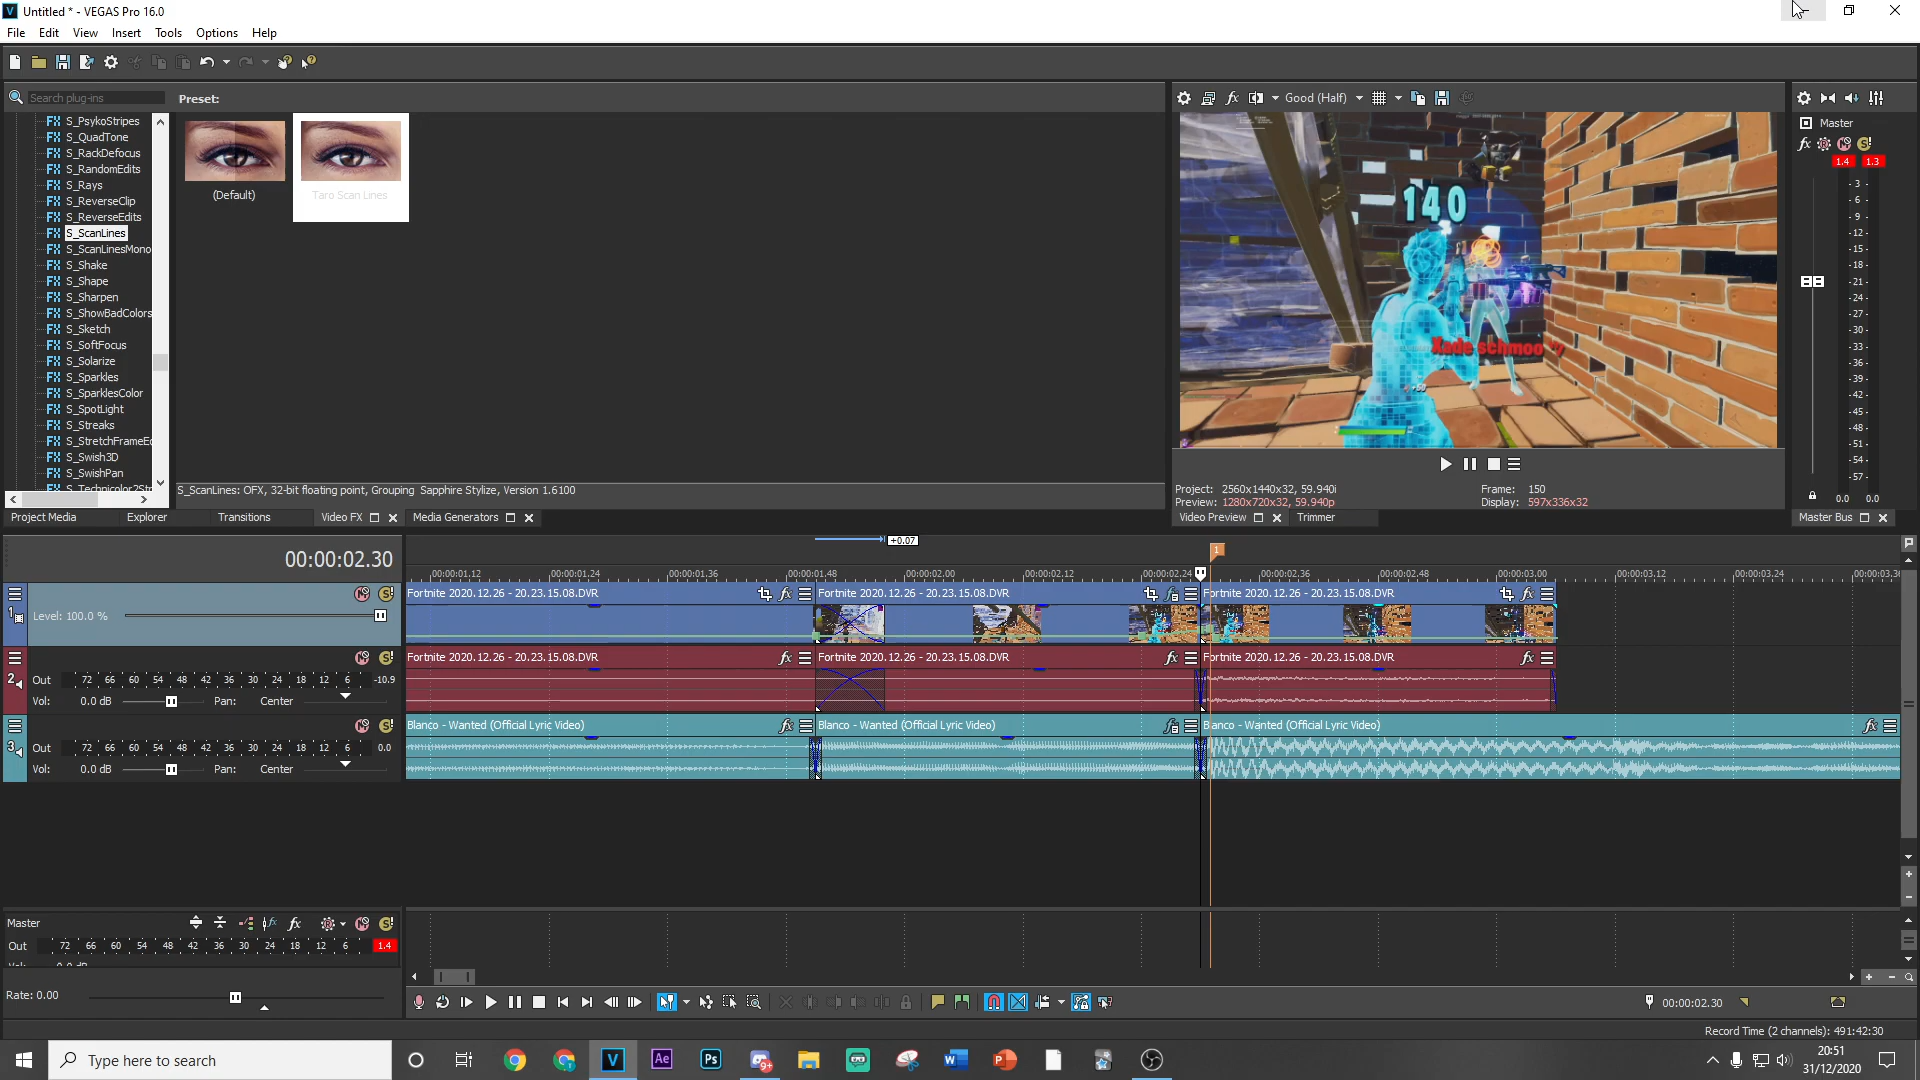 Untitled * - VEGAS Pro 16.0
File Edit View Insert Tools Options Help
Search plug-ins
Preset:
S_PsykoStripes
S_QuadTone
S_RackDefocus
S_RandomEdits
S_Rays
S_ReverseClip
S_ReverseEdits
S_ScanLines
S_ScanLinesMono
S_Shake
S_Shape
S_Sharpen
S_ShowBadColors
S_Sketch
S_SoftFocus
S_Solarize
S_Sparkles
S_SparklesColor
S_SpotLight
S_Streaks
S_StretchFrameEd
S_Swish3D
S_SwishPan
S_Technicolor2Str
(Default)
Taro Scan Lines
S_ScanLines: OFX, 32-bit floating point, Grouping Sapphire Stylize, Version 1.6100
Project Media Explorer Transitions Video FX Media Generators
Good (Half)
140
Xade schmoo
Project: 2560x1440x32, 59.940i
Preview: 1280x720x32, 59.940p
Frame: 150
Display: 597x336x32
Video Preview Trimmer
Master
1.4 1.3
- 3 -
- 6 -
- 9 -
-12-
-15-
-18-
-21-
-24-
-27-
-30-
-33-
-36-
-39-
-42-
-45-
-48-
-51-
-54-
-57-
0.0 0.0
Master Bus
00:00:02.30
+0.07
1
00:00:01.12 00:00:01.24 00:00:01.36 00:00:01.48 00:00:02.00 00:00:02.12 00:00:02.24 00:00:02.36 00:00:02.48 00:00:03.00 00:00:03.12 00:00:03.24 00:00:03.36
1
Level: 100.0 %
Fortnite 2020.12.26 - 20.23.15.08.DVR
Fortnite 2020.12.26 - 20.23.15.08.DVR
Fortnite 2020.12.26 - 20.23.15.08.DVR
2
Out 72 66 60 54 48 42 36 30 24 18 12 6 -10.9
Vol: 0.0 dB Pan: Center
Fortnite 2020.12.26 - 20.23.15.08.DVR
Fortnite 2020.12.26 - 20.23.15.08.DVR
Fortnite 2020.12.26 - 20.23.15.08.DVR
3
Out 72 66 60 54 48 42 36 30 24 18 12 6 0.0
Vol: 0.0 dB Pan: Center
Blanco - Wanted (Official Lyric Video)
Blanco - Wanted (Official Lyric Video)
Blanco - Wanted (Official Lyric Video)
Master
Out 72 66 60 54 48 42 36 30 24 18 12 6 1.4
Rate: 0.00
00:00:02.30
Record Time (2 channels): 491:42:30
Type here to search
20:51
31/12/2020